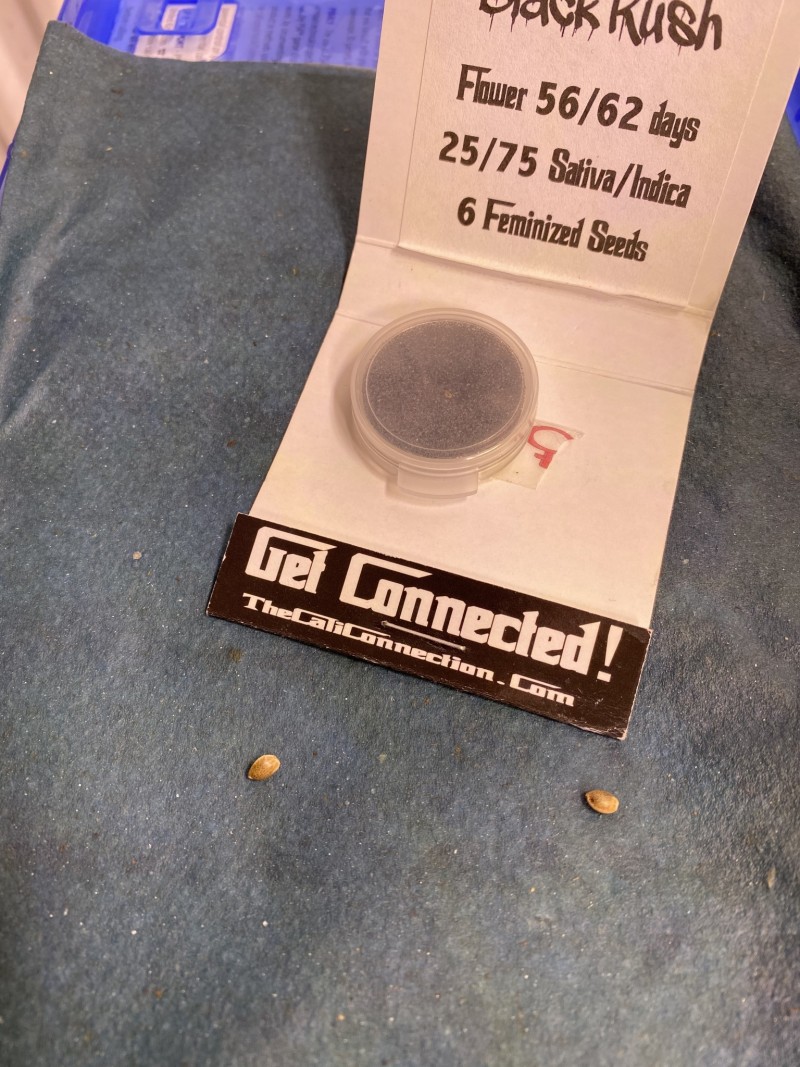 Black Kush
Flower 56/62 days
25/75 Sativa/Indica
6 Feminized Seeds
Get Connected!
TheCaliConnection.Com